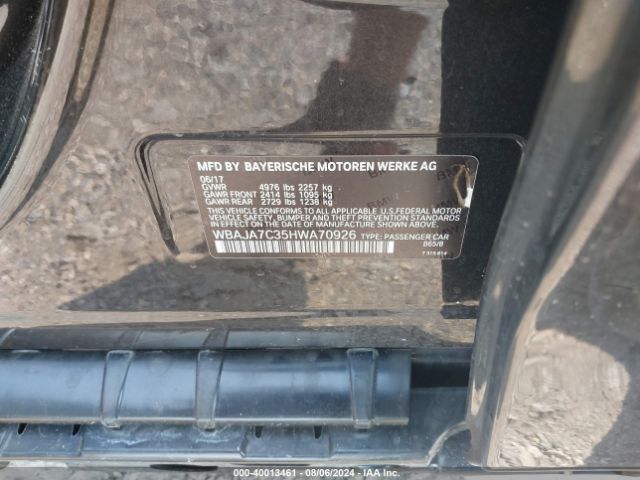 MFD BY BAYERISCHE MOTOREN WERKE AG
06/17
GVWR 4976 lbs 2257 kg
GAWR FRONT 2414 lbs 1095 kg
GAWR REAR 2729 lbs 1238 kg
THIS VEHICLE CONFORMS TO ALL APPLICABLE U.S.FEDERAL MOTOR
VEHICLE SAFETY, BUMPER, AND THEFT PREVENTION STANDARDS
IN EFFECT ON THE DATE OF MANUFACTURE SHOWN ABOVE.
WBAJA7C35HWA70926 TYPE: PASSENGER CAR
B65/8
000-40013461 - 08/06/2024 - IAA Inc.